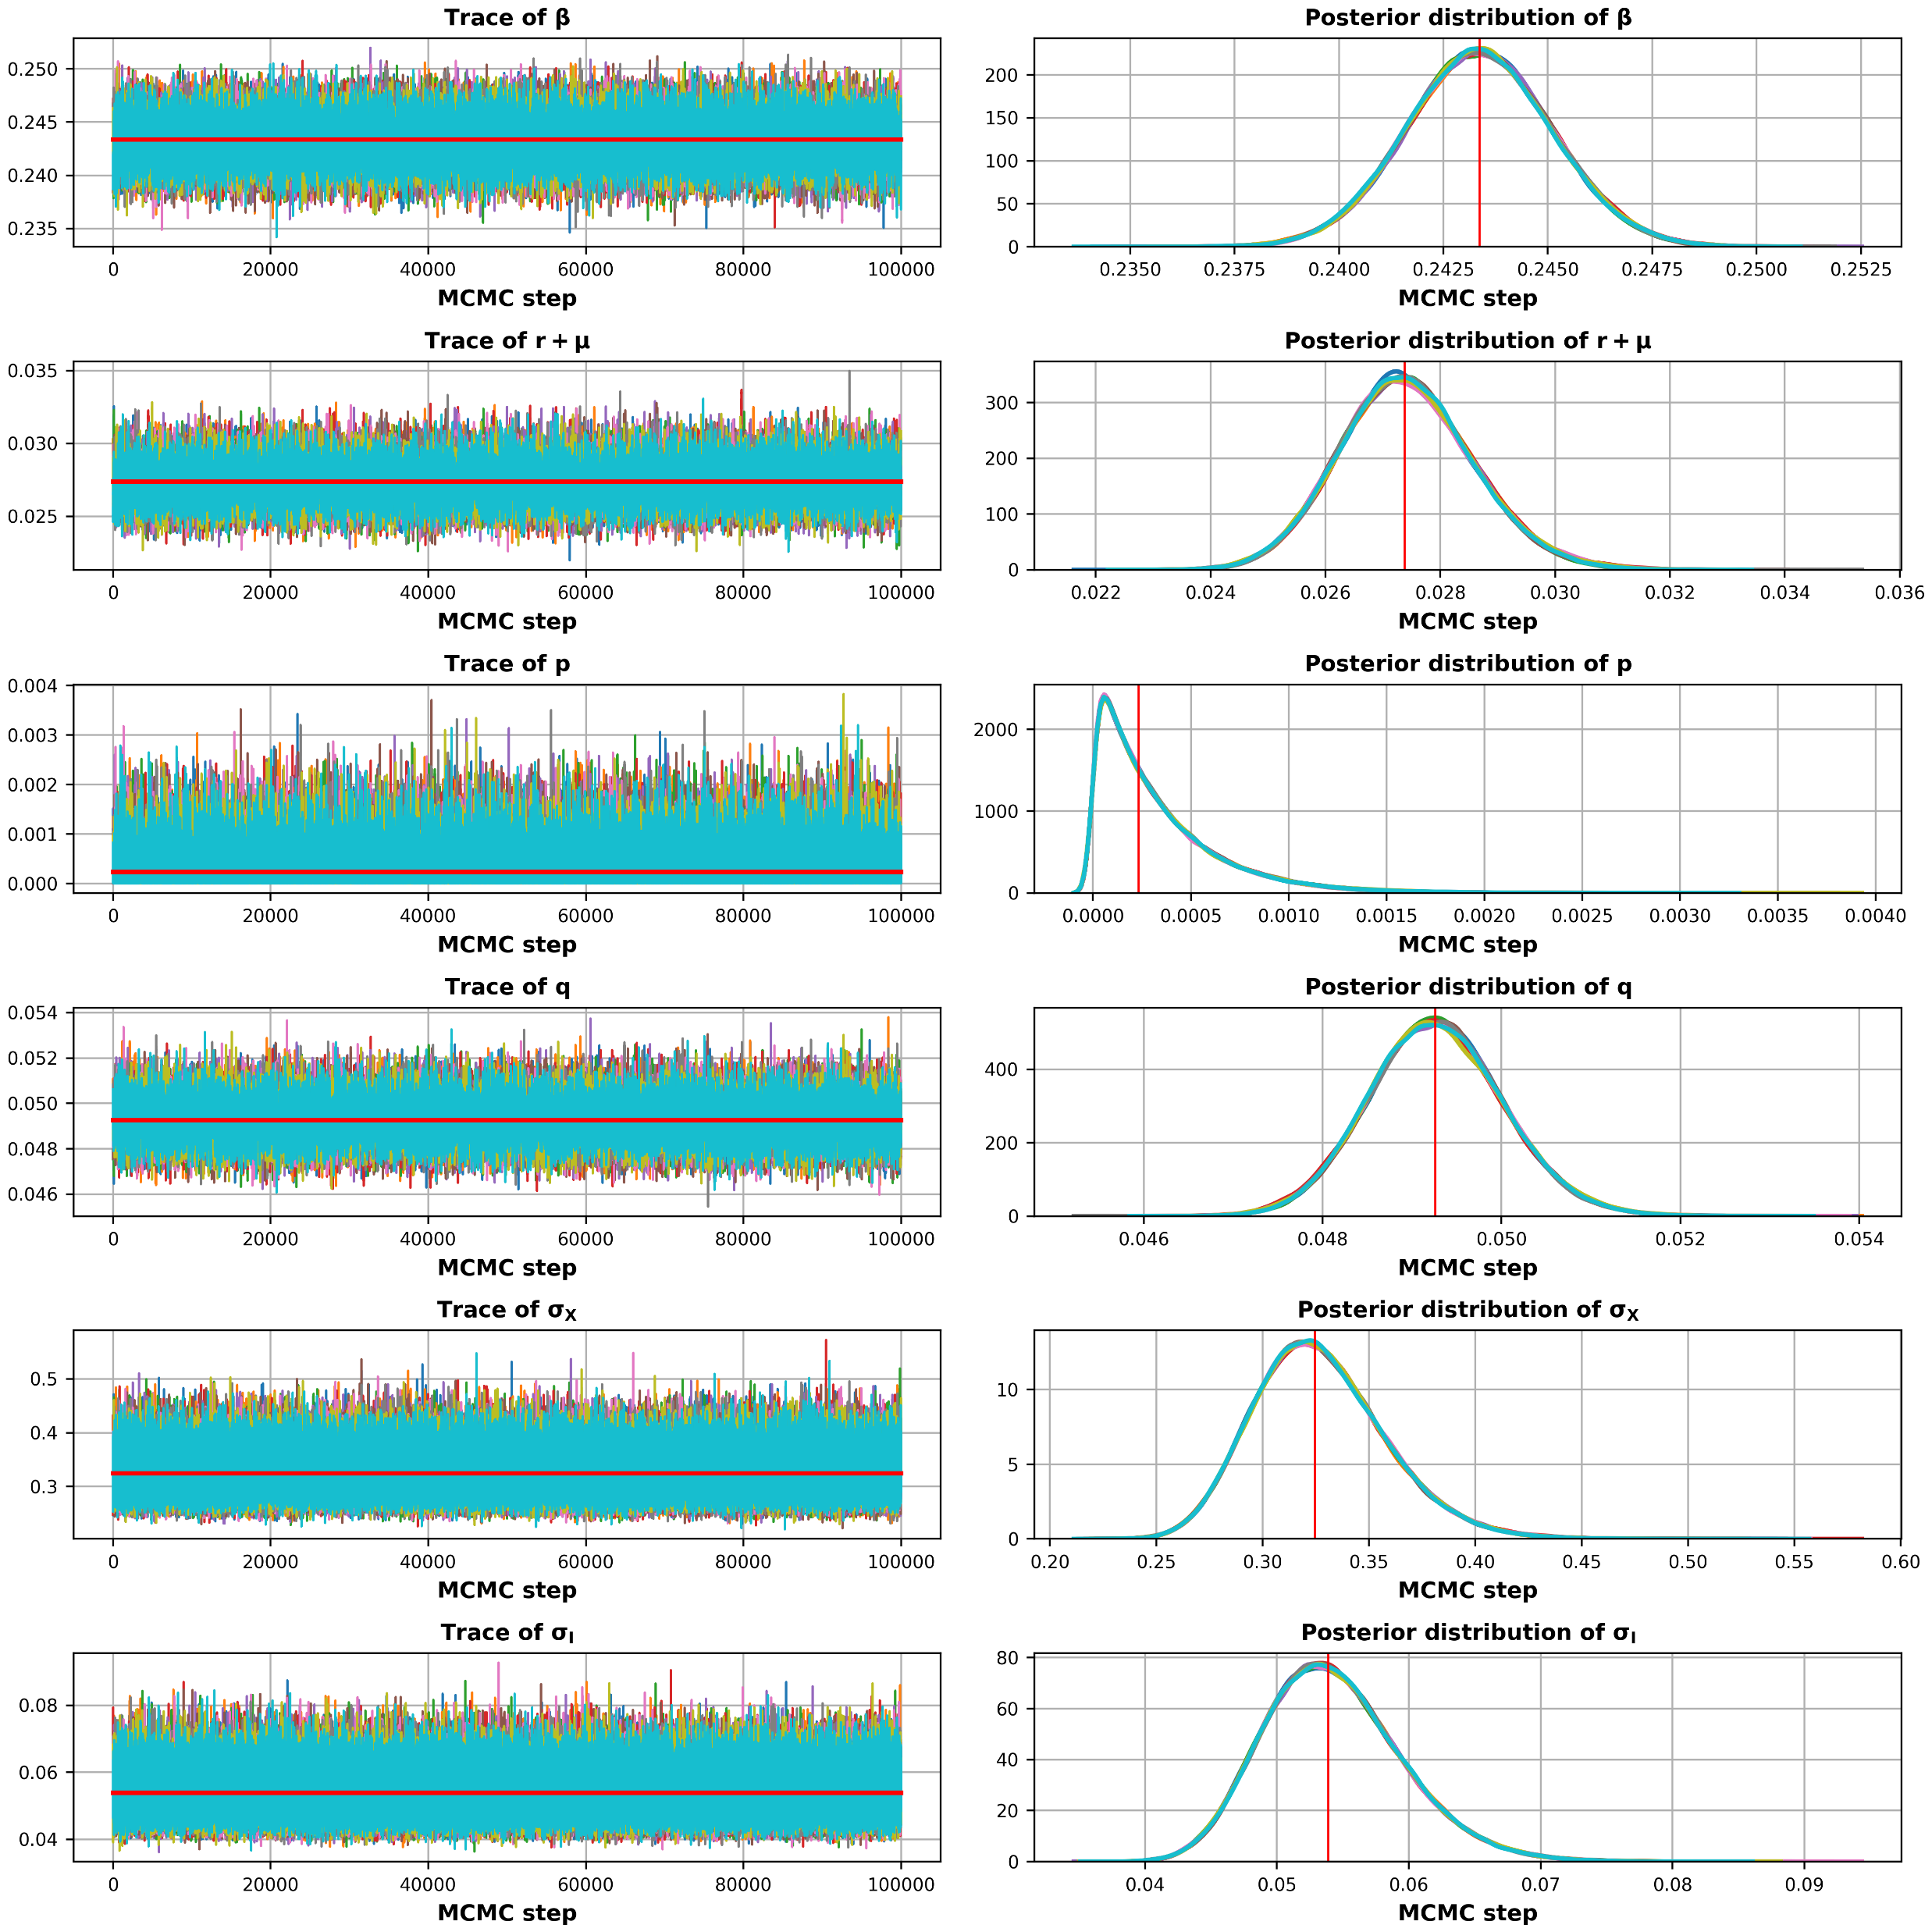 Trace of β
Posterior distribution of β
0.250
0.245
0.240
0.235
200
150
100
50
0
0 20000 40000 60000 80000 100000
0.2350 0.2375 0.2400 0.2425 0.2450 0.2475 0.2500 0.2525
MCMC step
MCMC step
Trace of r + μ
Posterior distribution of r + μ
0.035
0.030
0.025
300
200
100
0
0 20000 40000 60000 80000 100000
0.022 0.024 0.026 0.028 0.030 0.032 0.034 0.036
MCMC step
MCMC step
Trace of p
Posterior distribution of p
0.004
0.003
0.002
0.001
0.000
2000
1000
0
0 20000 40000 60000 80000 100000
0.0000 0.0005 0.0010 0.0015 0.0020 0.0025 0.0030 0.0035 0.0040
MCMC step
MCMC step
Trace of q
Posterior distribution of q
0.054
0.052
0.050
0.048
0.046
400
200
0
0 20000 40000 60000 80000 100000
0.046 0.048 0.050 0.052 0.054
MCMC step
MCMC step
Trace of σX
Posterior distribution of σX
0.5
0.4
0.3
10
5
0
0 20000 40000 60000 80000 100000
0.20 0.25 0.30 0.35 0.40 0.45 0.50 0.55 0.60
MCMC step
MCMC step
Trace of σI
Posterior distribution of σI
0.08
0.06
0.04
80
60
40
20
0
0 20000 40000 60000 80000 100000
0.04 0.05 0.06 0.07 0.08 0.09
MCMC step
MCMC step